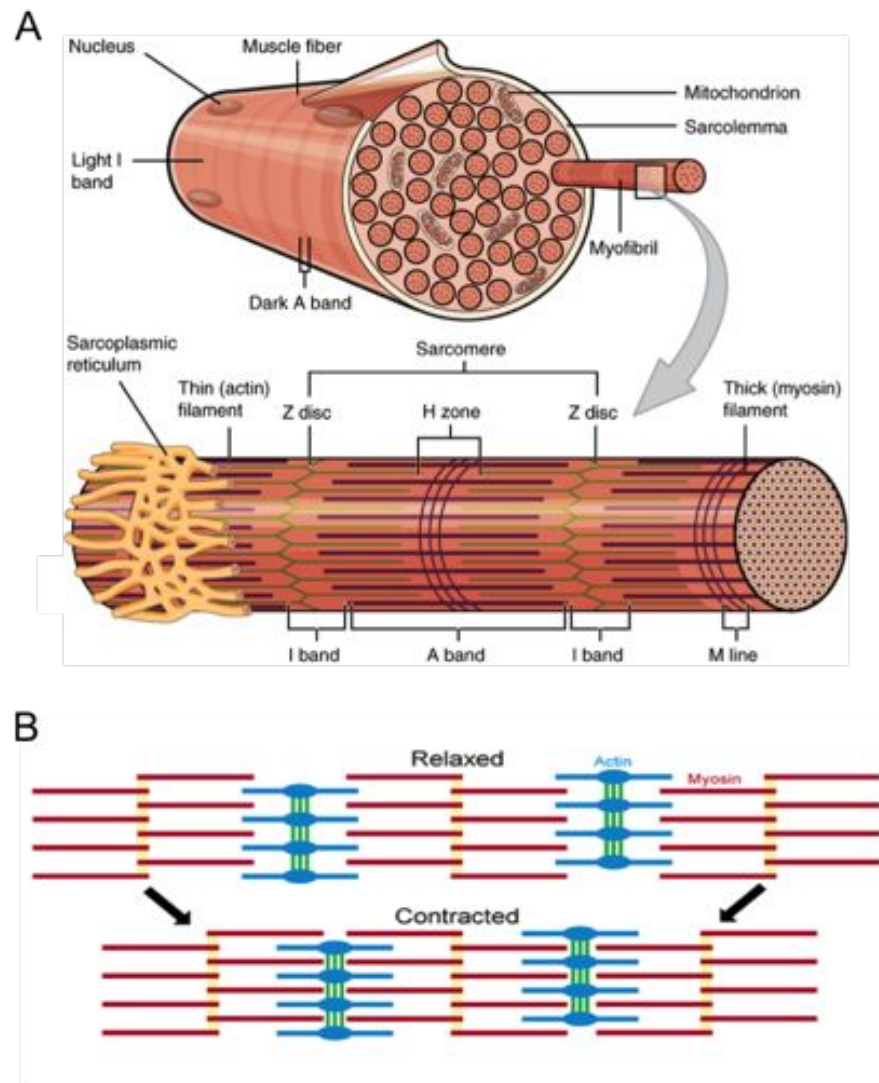 A
Nucleus
Muscle fiber
Mitochondrion
Sarcolemma
Light I
band
Myofibril
Dark A band
Sarcoplasmic
reticulum
Sarcomere
Thin (actin)
filament
Z disc
H zone
Z disc
Thick (myosin)
filament
I band
A band
I band
M line
B
Relaxed
Actin
Myosin
Contracted